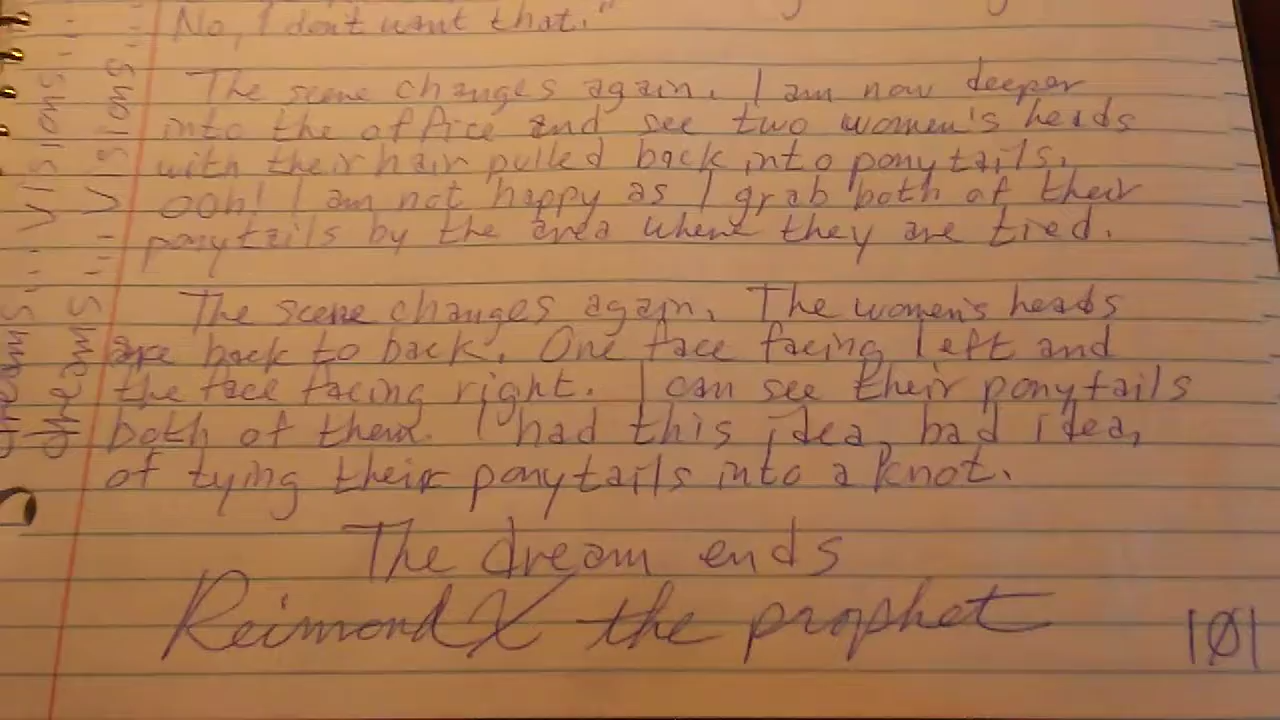 No, I don't want that."
The scene changes again. I am now deeper
into the office and see two women's heads
with their hair pulled back into ponytails.
Ooh! I am not happy as I grab both of their
ponytails by the area where they are tied.
The scene changes again. The women's heads
are back to back. One face facing left and
the face facing right. I can see their ponytails
both of them. I had this idea, bad idea,
of tying their ponytails into a knot.
The dream ends
Reimond X the prophet
101
dreams ... visions ...
dreams ... visions ...